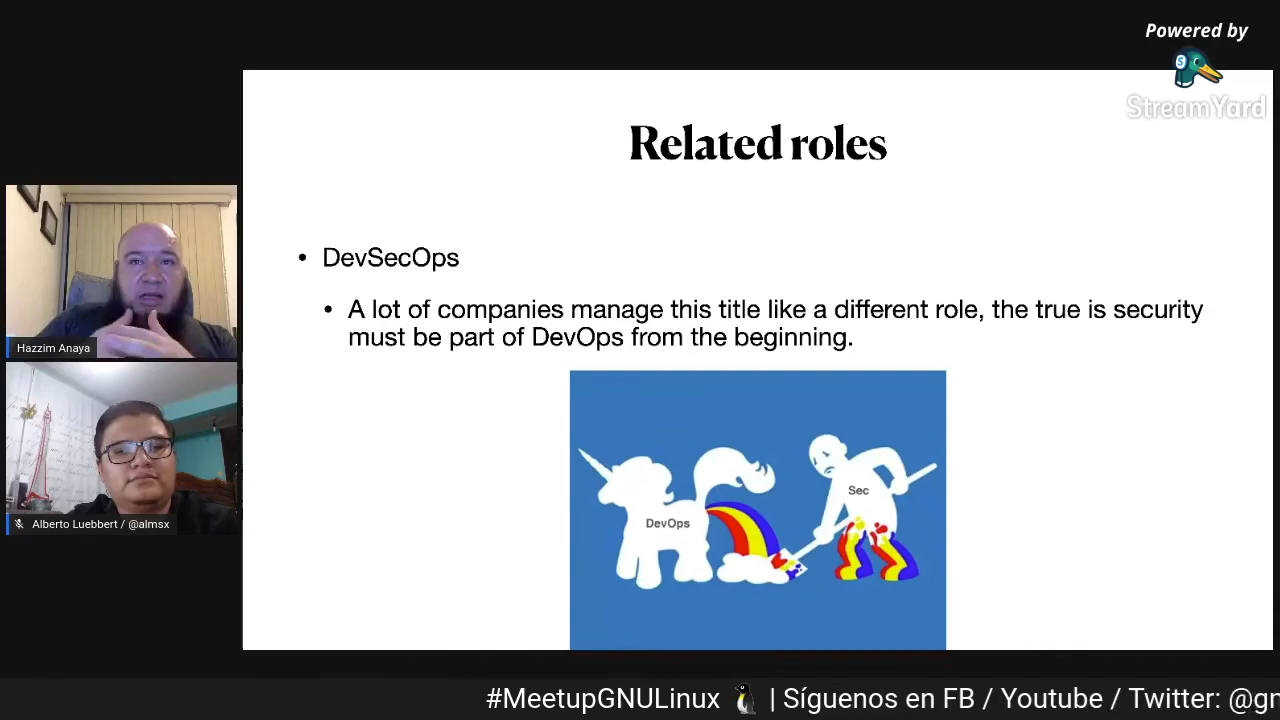 Powered by
StreamYard
Related roles
• DevSecOps
• A lot of companies manage this title like a different role, the true is security
must be part of DevOps from the beginning.
DevOps
Sec
Hazzim Anaya
Alberto Luebbert / @almsx
#MeetupGNULinux 🐧 | Síguenos en FB / Youtube / Twitter: